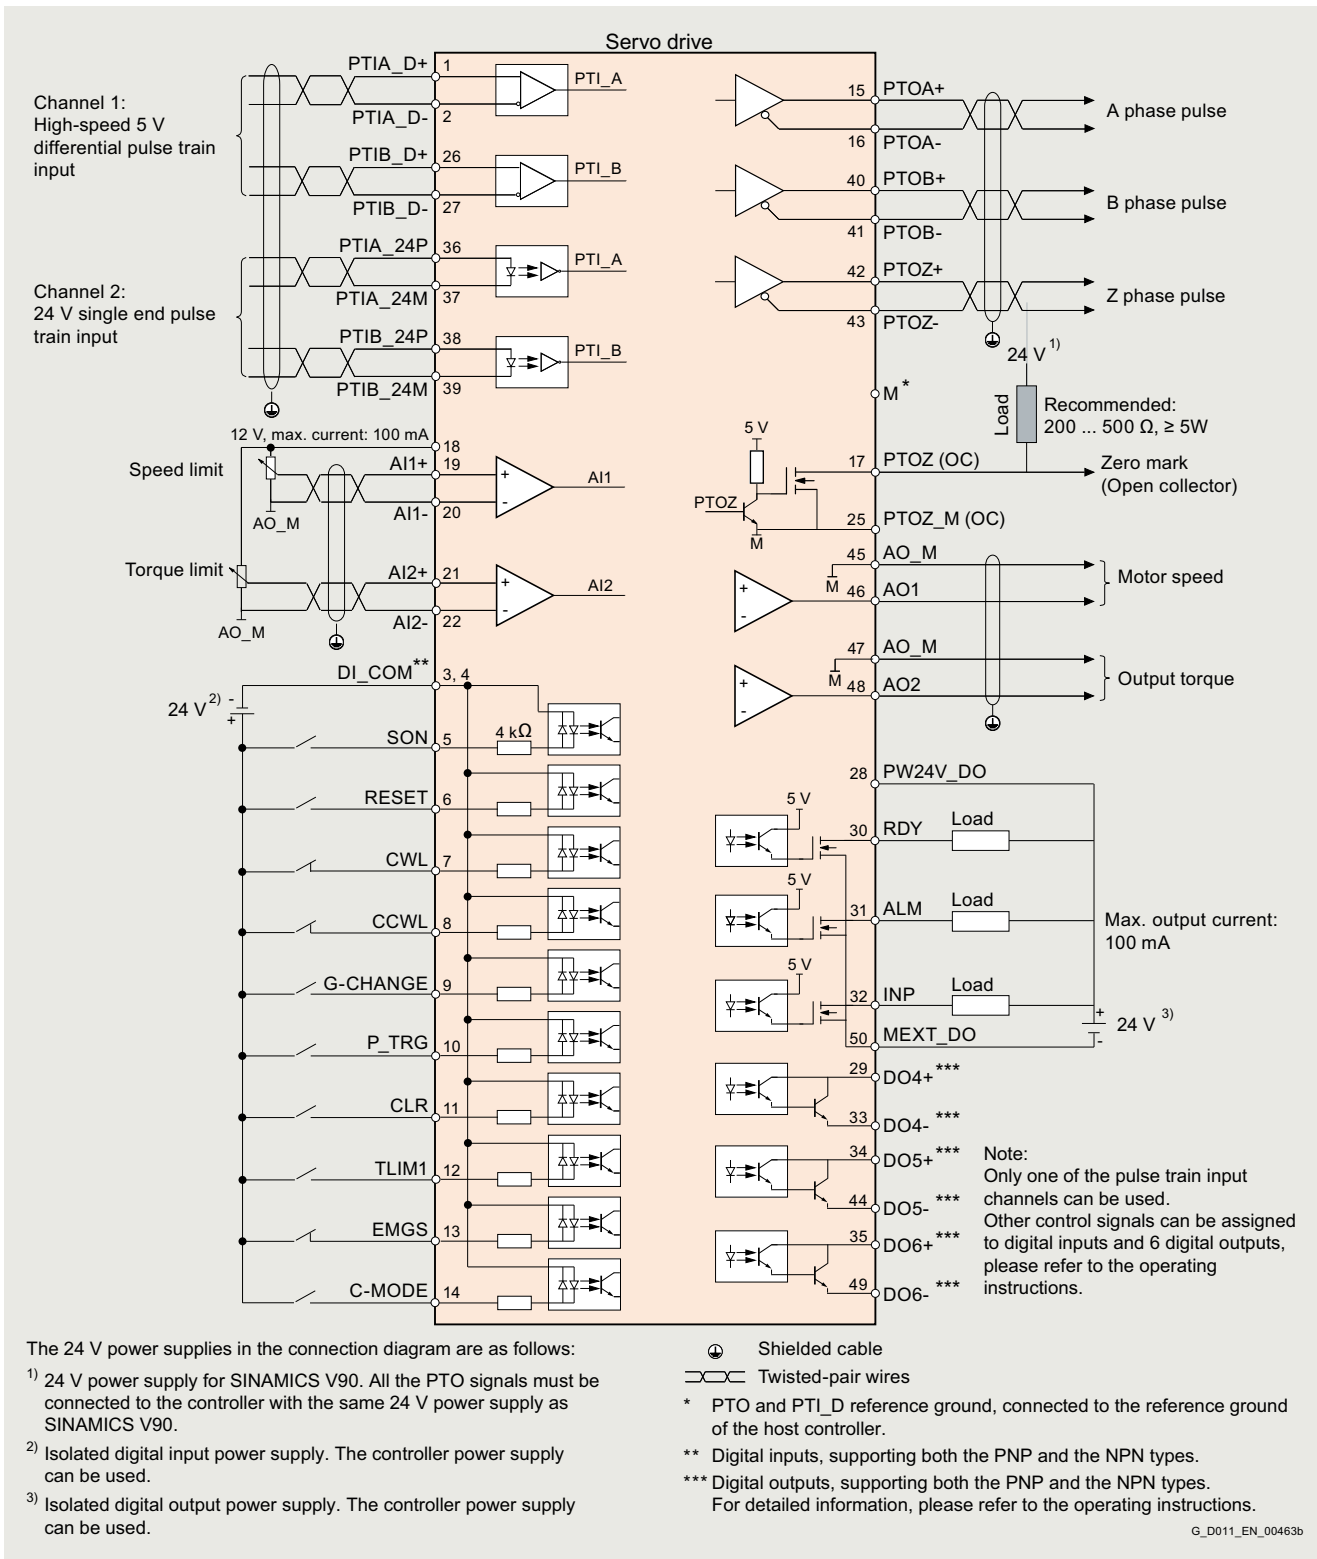 Servo drive
Channel 1:
High-speed 5 V
differential pulse train
input
PTIA_D+
1
PTI_A
PTIA_D-
2
PTIB_D+
26
PTI_B
PTIB_D-
27
Channel 2:
24 V single end pulse
train input
PTIA_24P
36
PTI_A
PTIA_24M
37
PTIB_24P
38
PTI_B
PTIB_24M
39
12 V, max. current: 100 mA
18
Speed limit
AI1+
19
+
-
AI1
AI1-
20
AO_M
Torque limit
AI2+
21
+
-
AI2
AI2-
22
AO_M
DI_COM**
3, 4
24 V 2)
-
+
SON
5
4 kΩ
RESET
6
CWL
7
CCWL
8
G-CHANGE
9
P_TRG
10
CLR
11
TLIM1
12
EMGS
13
C-MODE
14
15
PTOA+
A phase pulse
16
PTOA-
40
PTOB+
B phase pulse
41
PTOB-
42
PTOZ+
Z phase pulse
43
PTOZ-
24 V 1)
M*
Load
Recommended:
200 ... 500 Ω, ≥ 5W
5 V
17
PTOZ (OC)
Zero mark
(Open collector)
PTOZ
M
25
PTOZ_M (OC)
45
AO_M
M
Motor speed
+
-
46
AO1
47
AO_M
M
Output torque
+
-
48
AO2
28
PW24V_DO
5 V
30
RDY
Load
5 V
31
ALM
Load
Max. output current:
100 mA
5 V
32
INP
Load
+
24 V 3)
-
50
MEXT_DO
29
DO4+***
33
DO4- ***
34
DO5+***
44
DO5- ***
35
DO6+***
49
DO6- ***
Note:
Only one of the pulse train input
channels can be used.
Other control signals can be assigned
to digital inputs and 6 digital outputs,
please refer to the operating
instructions.
The 24 V power supplies in the connection diagram are as follows:
1) 24 V power supply for SINAMICS V90. All the PTO signals must be
connected to the controller with the same 24 V power supply as
SINAMICS V90.
2) Isolated digital input power supply. The controller power supply
can be used.
3) Isolated digital output power supply. The controller power supply
can be used.
Shielded cable
Twisted-pair wires
* PTO and PTI_D reference ground, connected to the reference ground
of the host controller.
** Digital inputs, supporting both the PNP and the NPN types.
*** Digital outputs, supporting both the PNP and the NPN types.
For detailed information, please refer to the operating instructions.
G_D011_EN_00463b